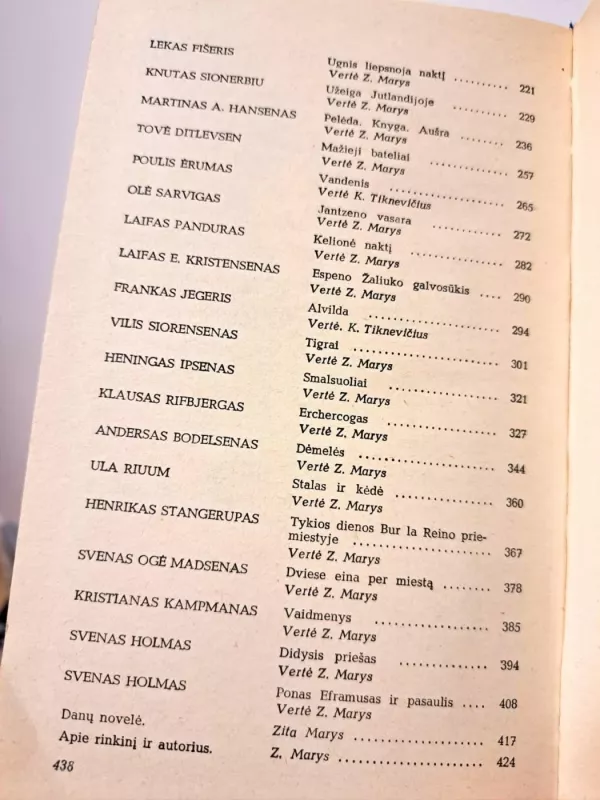 LEKAS FIŠERIS Ugnis liepsnoja naktį .......... 221
Vertė Z. Marys
KNUTAS SIONERBIU Užeiga Jutlandijoje ........... 229
Vertė Z. Marys
MARTINAS A. HANSENAS Pelėda. Knyga. Aušra ......... 236
Vertė Z. Marys
TOVĖ DITLEVSEN Mažieji bateliai ............... 257
Vertė Z. Marys
POULIS ĖRUMAS Vandenis ..................... 265
Vertė K. Tiknevičius
OLĖ SARVIGAS Jantzeno vasara ............... 272
Vertė Z. Marys
LAIFAS PANDURAS Kelionė naktį ................. 282
Vertė Z. Marys
LAIFAS E. KRISTENSENAS Espeno Žaliuko galvosūkis .... 290
Vertė Z. Marys
FRANKAS JEGERIS Alvilda ....................... 294
Vertė. K. Tiknevičius
VILIS SIORENSENAS Tigrai ........................ 301
Vertė Z. Marys
HENINGAS IPSENAS Smalsuoliai ................... 321
Vertė Z. Marys
KLAUSAS RIFBJERGAS Erchercogas .................. 327
Vertė Z. Marys
ANDERSAS BODELSENAS Dėmelės ...................... 344
Vertė Z. Marys
ULA RIUUM Stalas ir kėdė ................ 360
Vertė Z. Marys
HENRIKAS STANGERUPAS Tykios dienos Bur la Reino prie-
miestyje ..................... 367
Vertė Z. Marys
SVENAS OGĖ MADSENAS Dviese eina per miestą ........ 378
Vertė Z. Marys
KRISTIANAS KAMPMANAS Vaidmenys .................... 385
Vertė Z. Marys
SVENAS HOLMAS Didysis priešas ............... 394
Vertė Z. Marys
SVENAS HOLMAS Ponas Eframusas ir pasaulis .... 408
Vertė Z. Marys
Danų novelė. Zita Marys ................... 417
Apie rinkinį ir autorius. Z. Marys ...................... 424
438